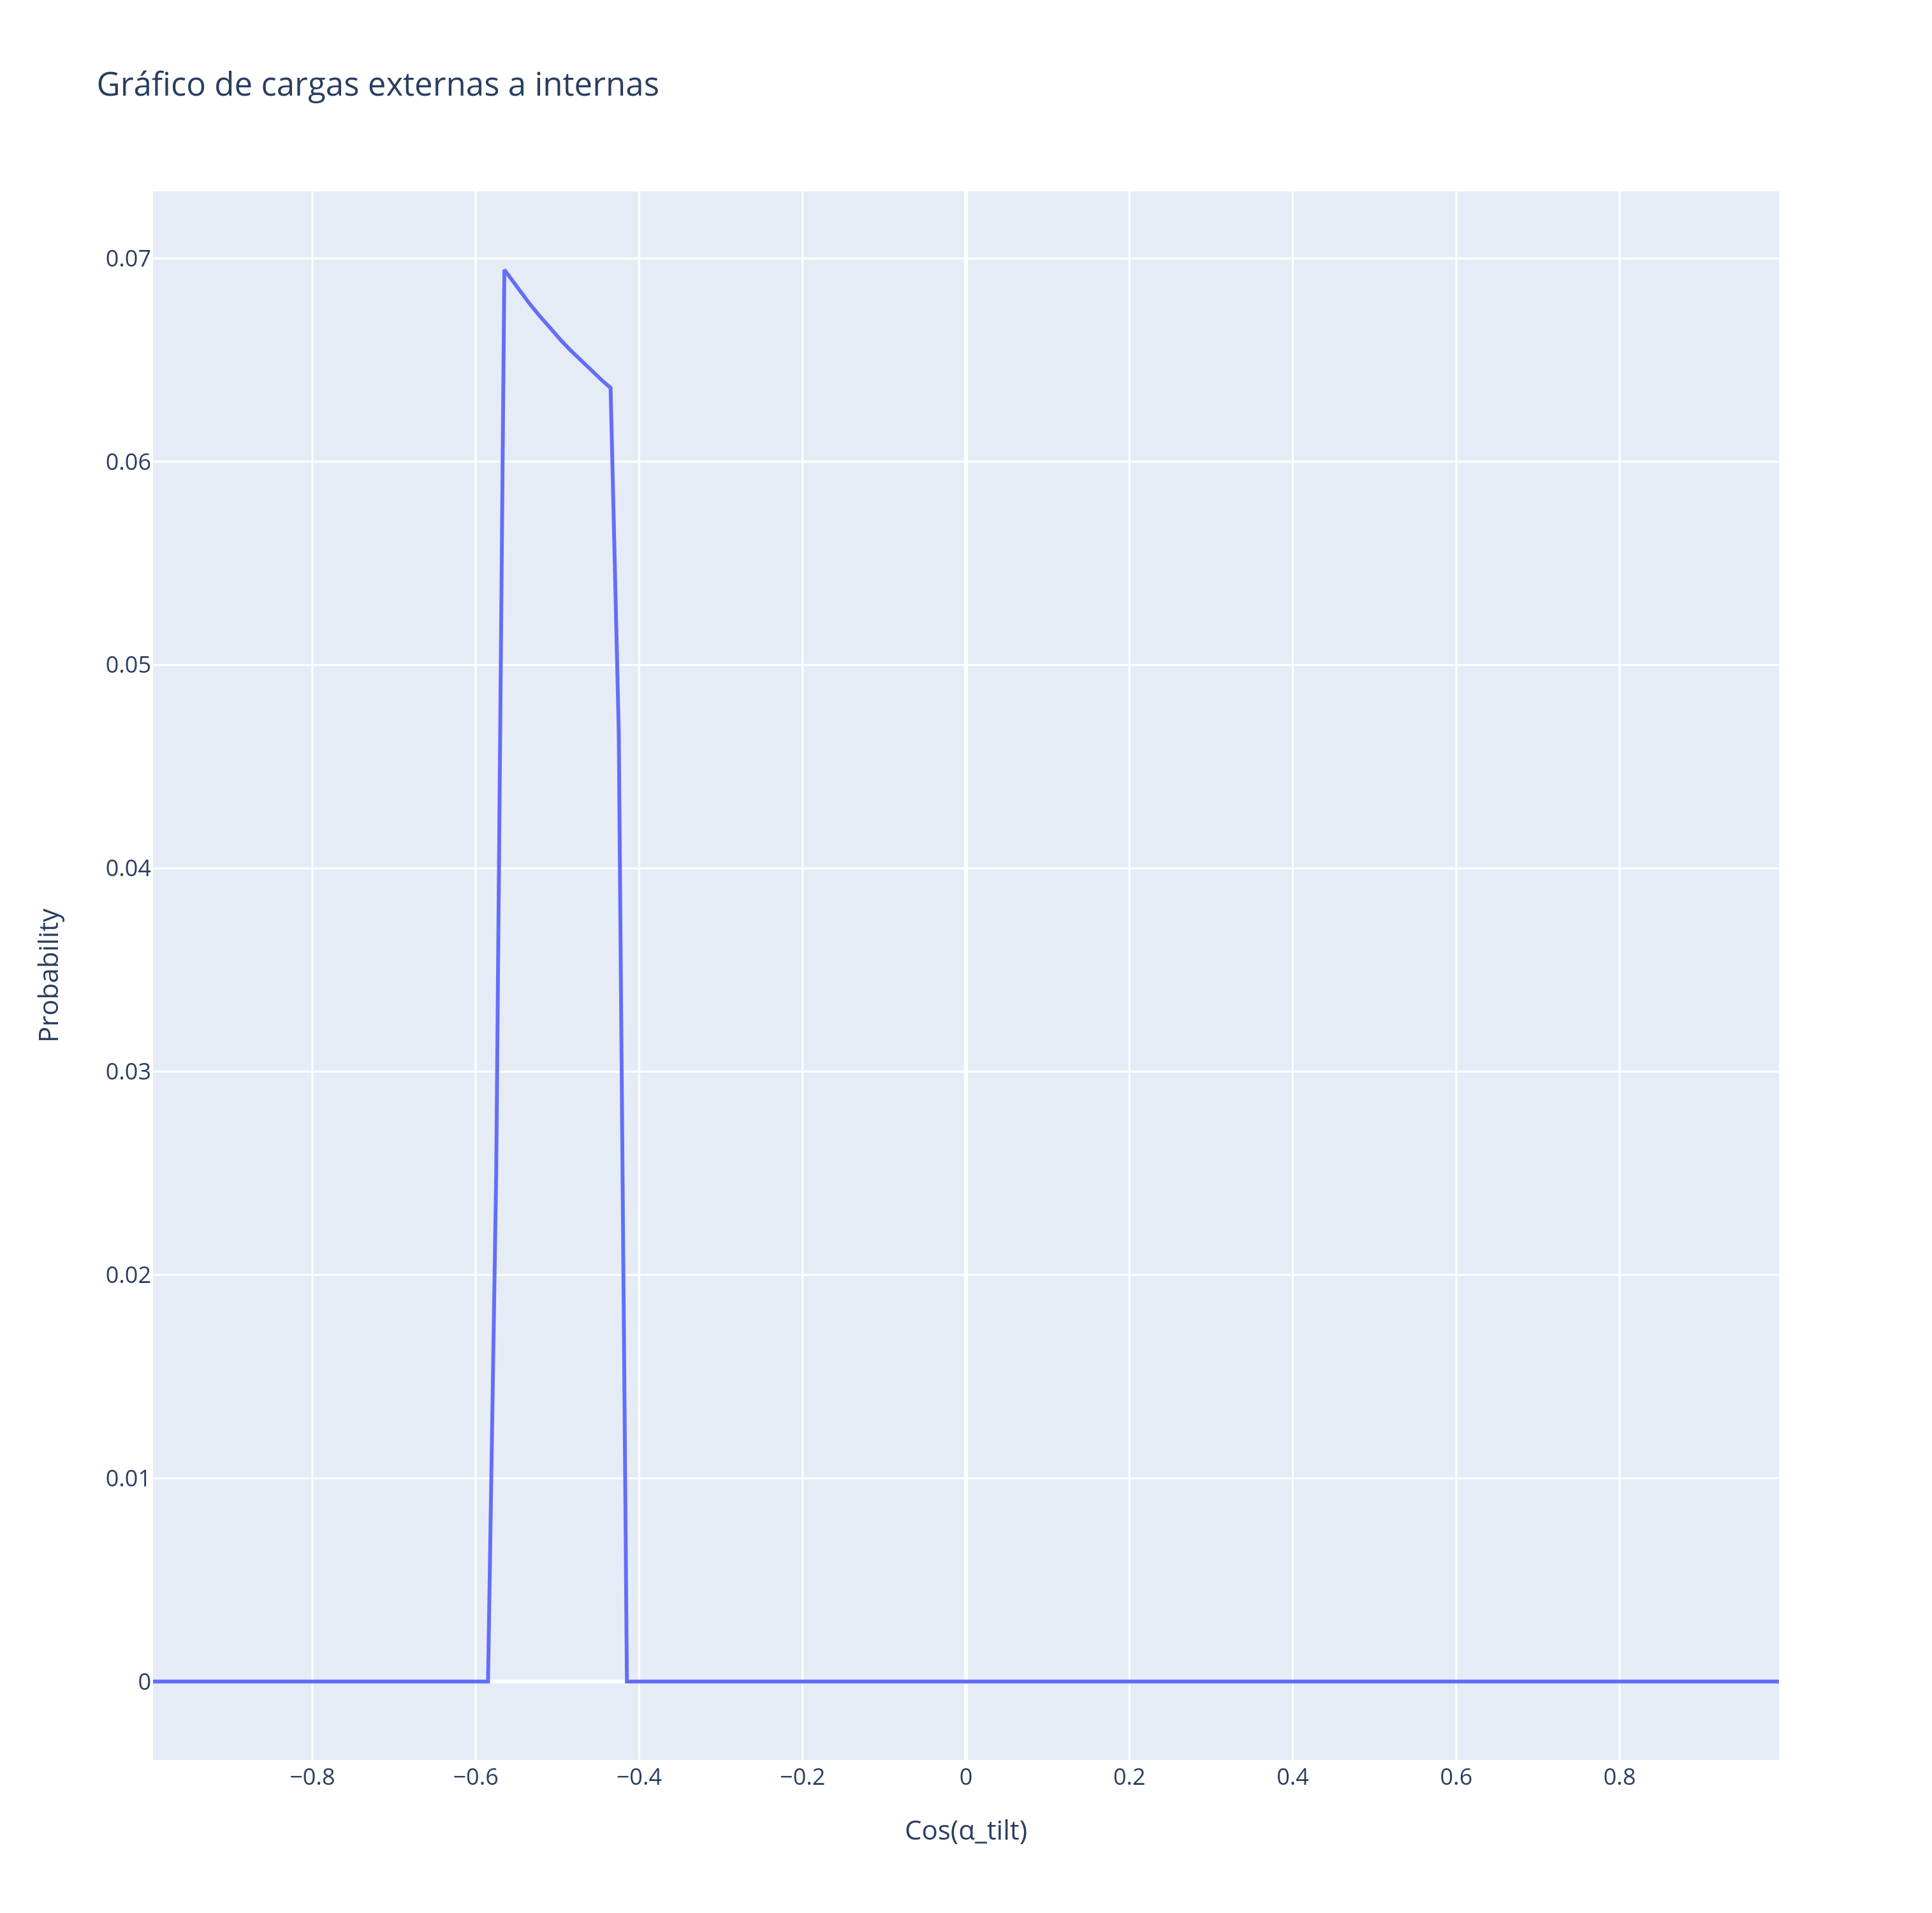 Gráfico de cargas externas a internas
0.07
0.06
0.05
0.04
0.03
0.02
0.01
0
Probability
−0.8 −0.6 −0.4 −0.2 0 0.2 0.4 0.6 0.8
Cos(α_tilt)